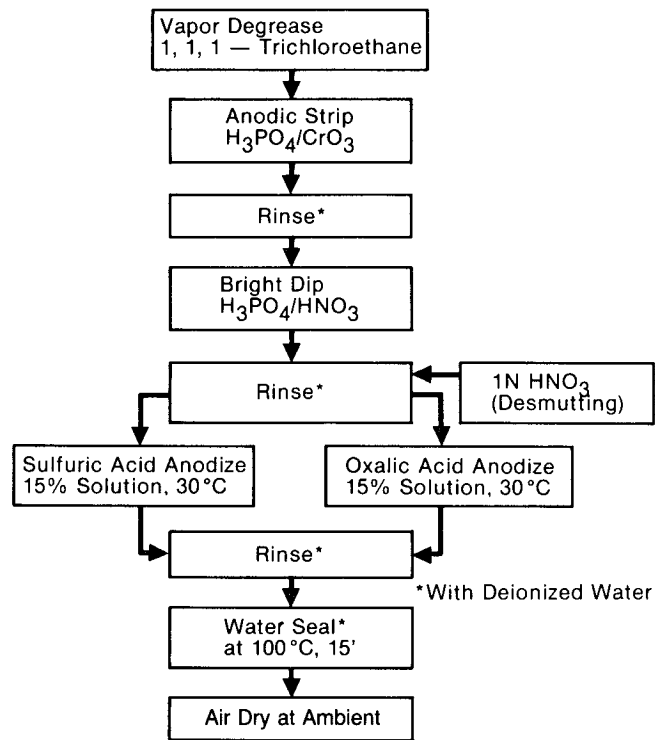 Vapor Degrease
1, 1, 1 — Trichloroethane
Anodic Strip
H3PO4/CrO3
Rinse*
Bright Dip
H3PO4/HNO3
Rinse*
1N HNO3
(Desmutting)
Sulfuric Acid Anodize
15% Solution, 30°C
Oxalic Acid Anodize
15% Solution, 30°C
Rinse*
*With Deionized Water
Water Seal*
at 100°C, 15'
Air Dry at Ambient